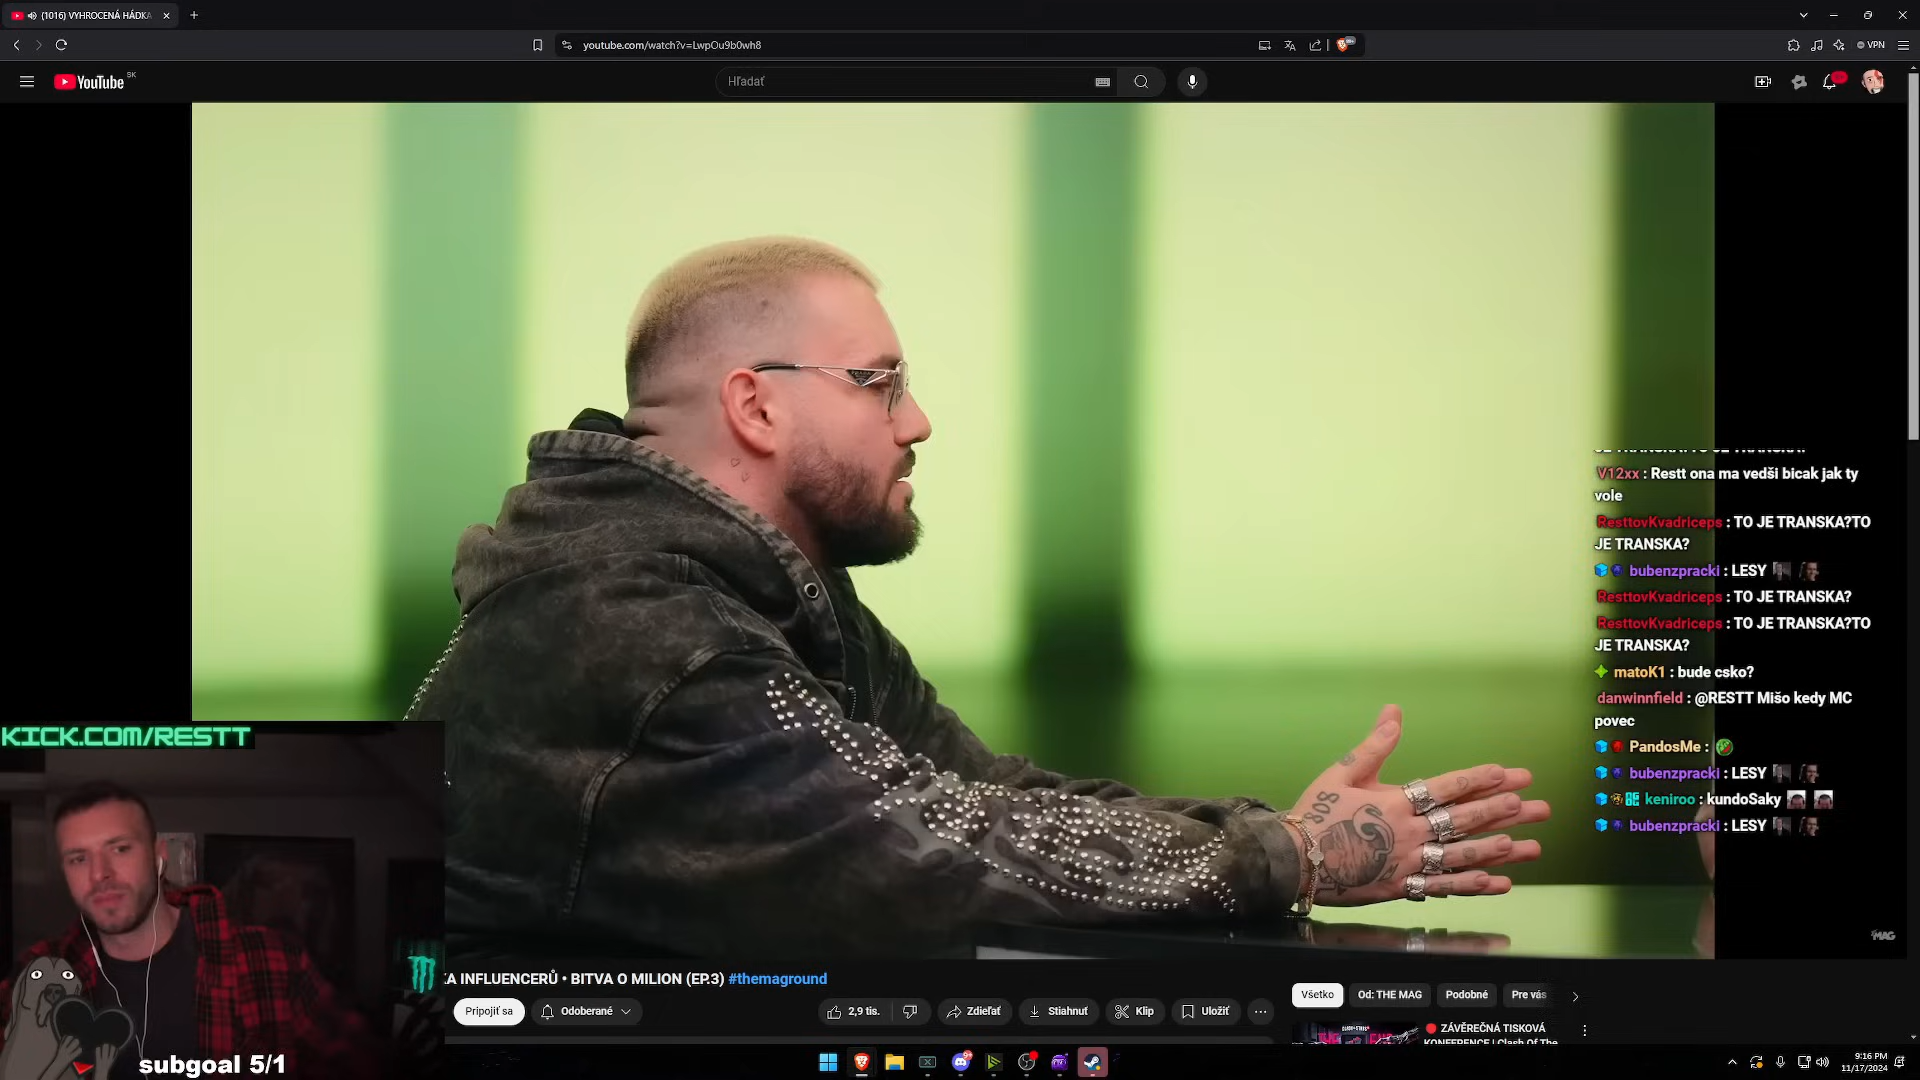 (1016) VYHROCENÁ HÁDKA
youtube.com/watch?v=LwpOu9b0wh8
VPN
YouTube SK
Hľadať
V12xx : Restt ona ma vedši bicak jak ty
vole
ResttovKvadriceps : TO JE TRANSKA?TO
JE TRANSKA?
bubenzpracki : LESY
ResttovKvadriceps : TO JE TRANSKA?
ResttovKvadriceps : TO JE TRANSKA?TO
JE TRANSKA?
matoK1 : bude csko?
danwinnfield : @RESTT Mišo kedy MC
povec
PandosMe :
bubenzpracki : LESY
keniroo : kundoSaky
bubenzpracki : LESY
SOS
MAG
KICK.COM/RESTT
KA INFLUENCERŮ • BITVA O MILION (EP.3) #themaground
Pripojiť sa
Odoberané
2,9 tis.
Zdieľať
Stiahnuť
Klip
Uložiť
Všetko
Od: THE MAG
Podobné
Pre vás
ZÁVĚREČNÁ TISKOVÁ
KONFERENCE | Clash Of The
subgoal 5/1
9:16 PM
11/17/2024